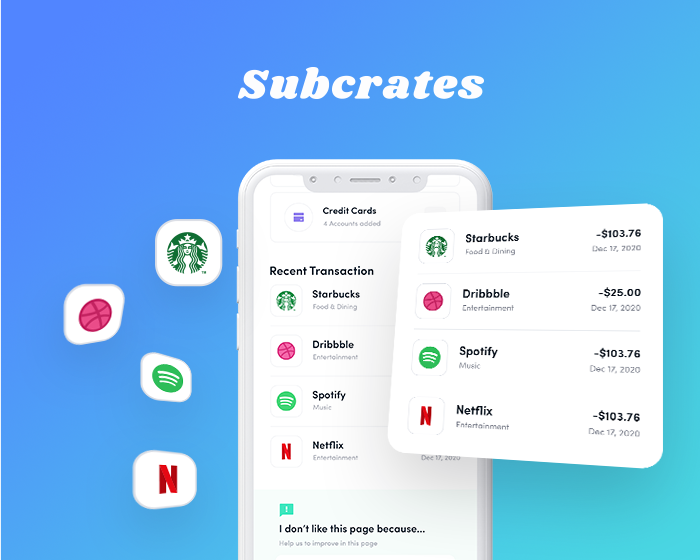 Subcrates
Credit Cards
4 Accounts added
Recent Transaction
Starbucks
Food & Dining
Dribbble
Entertainment
Spotify
Music
Netflix
Entertainment
Dec 17, 2020
Starbucks
Food & Dining
-$103.76
Dec 17, 2020
Dribbble
Entertainment
-$25.00
Dec 17, 2020
Spotify
Music
-$103.76
Dec 17, 2020
Netflix
Entertainment
-$103.76
Dec 17, 2020
I don't like this page because...
Help us to improve in this page